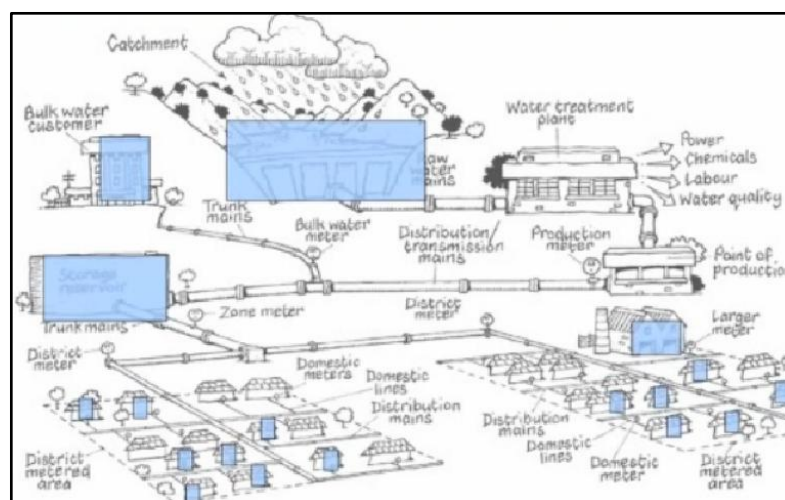 Catchment
Bulk water
customer
Water treatment
plant
Power
Chemicals
Labour
Water quality
Raw water
mains
Trunk
mains
Bulk water
meter
Distribution
transmission
mains
Production
meter
Point of
production
Storage
reservoir
Trunk mains
Zone meter
District
meter
Larger
meter
District
meter
Domestic
meters
Domestic
lines
Distribution
mains
District
metered
area
Distribution
mains
Domestic
lines
Domestic
meter
District
metered
area